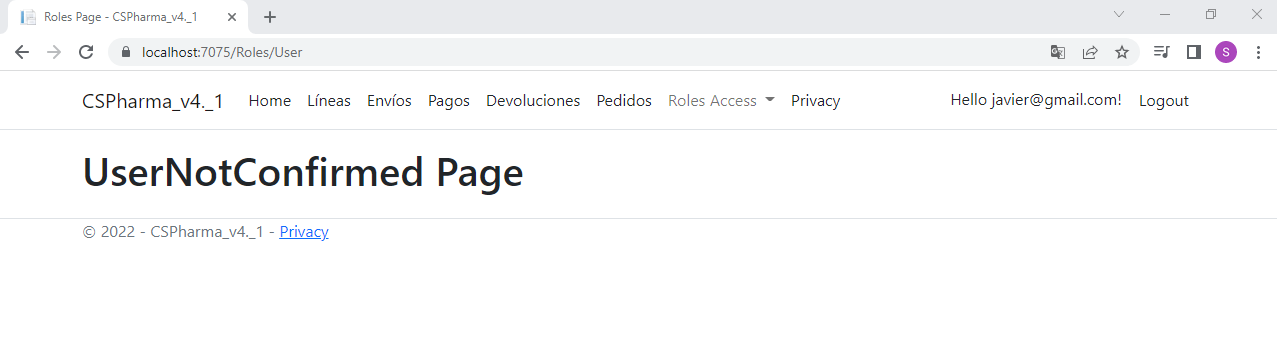 Roles Page - CSPharma_v4._1
localhost:7075/Roles/User
S
CSPharma_v4._1 Home Líneas Envíos Pagos Devoluciones Pedidos Roles Access Privacy Hello javier@gmail.com! Logout
UserNotConfirmed Page
© 2022 - CSPharma_v4._1 - Privacy